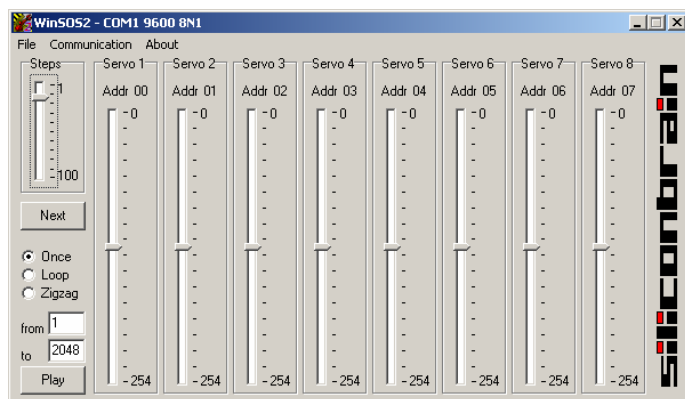 WinSOS2 - COM1 9600 8N1
File Communication About
Steps Servo 1 Servo 2 Servo 3 Servo 4 Servo 5 Servo 6 Servo 7 Servo 8
Addr 00 Addr 01 Addr 02 Addr 03 Addr 04 Addr 05 Addr 06 Addr 07
1 0 0 0 0 0 0 0 0
100
Next
Once
Loop
Zigzag
from 1
to 2048
Play
254 254 254 254 254 254 254 254
siliconbrain